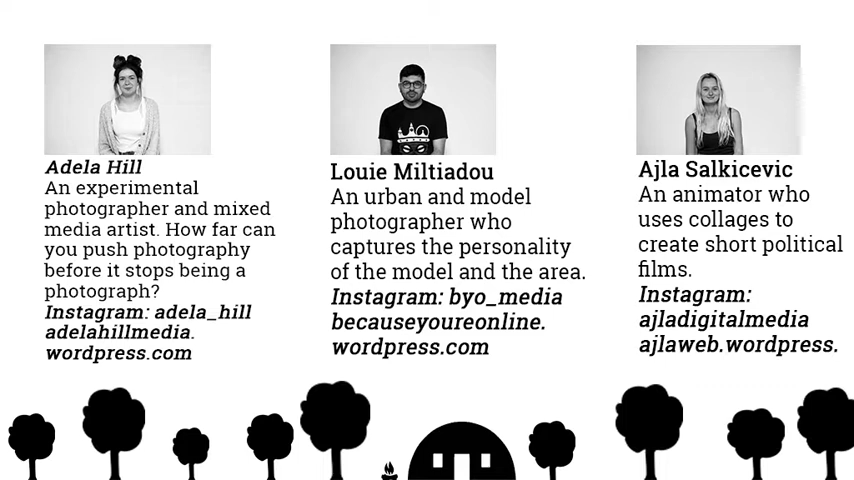 Adela Hill
An experimental
photographer and mixed
media artist. How far can
you push photography
before it stops being a
photograph?
Instagram: adela_hill
adelahillmedia.
wordpress.com
Louie Miltiadou
An urban and model
photographer who
captures the personality
of the model and the area.
Instagram: byo_media
becauseyoureonline.
wordpress.com
Ajla Salkicevic
An animator who
uses collages to
create short political
films.
Instagram:
ajladigitalmedia
ajlaweb.wordpress.